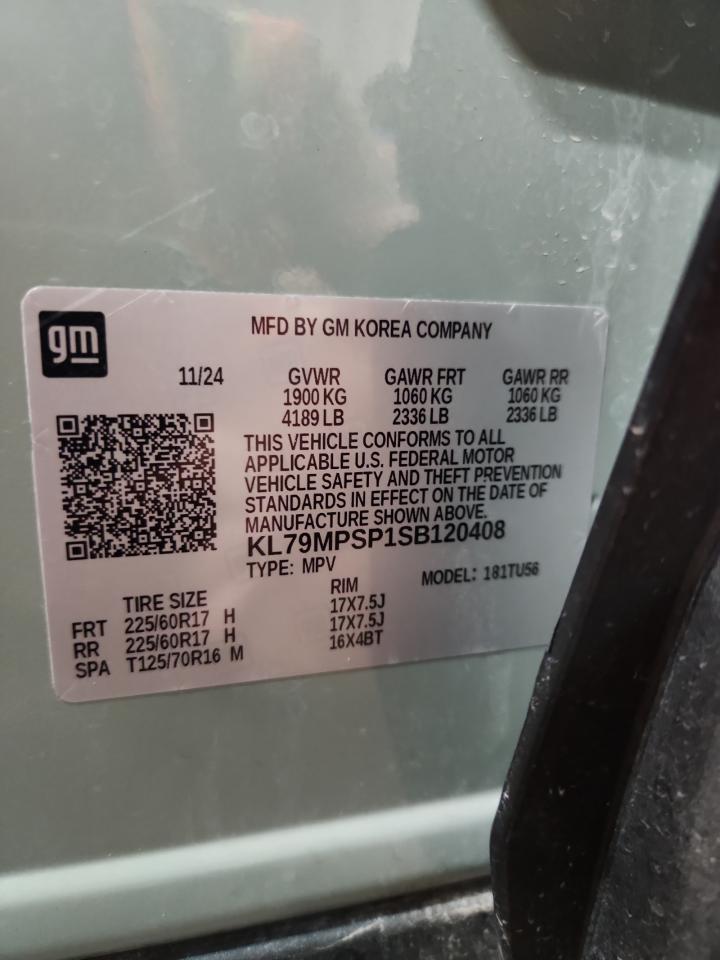 gm
MFD BY GM KOREA COMPANY
11/24 GVWR GAWR FRT GAWR RR
1900 KG 1060 KG 1060 KG
4189 LB 2336 LB 2336 LB
THIS VEHICLE CONFORMS TO ALL
APPLICABLE U.S. FEDERAL MOTOR
VEHICLE SAFETY AND THEFT PREVENTION
STANDARDS IN EFFECT ON THE DATE OF
MANUFACTURE SHOWN ABOVE.
KL79MPSP1SB120408
TYPE: MPV MODEL: 181TU56
TIRE SIZE RIM
FRT 225/60R17 H 17X7.5J
RR 225/60R17 H 17X7.5J
SPA T125/70R16 M 16X4BT